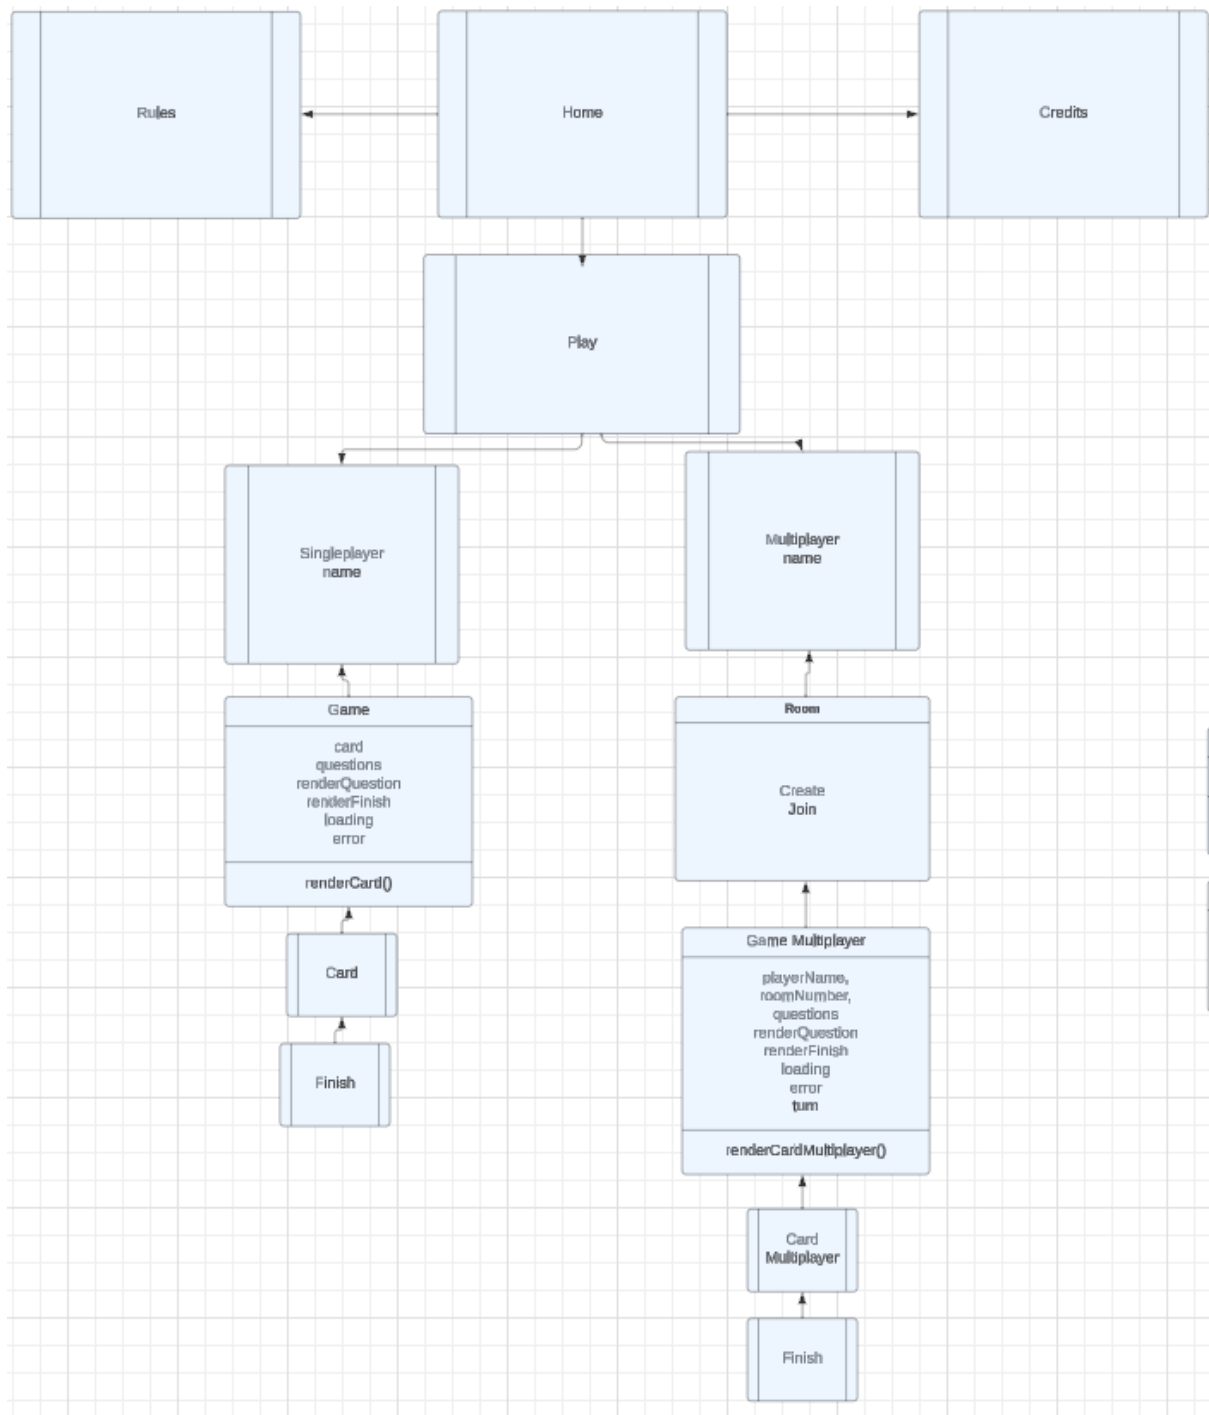 Rules
Home
Credits
Play
Singleplayer
name
Multiplayer
name
Game
card
questions
renderQuestion
renderFinish
loading
error
renderCard()
Room
Create
Join
Card
Finish
Game Multiplayer
playerName,
roomNumber,
questions
renderQuestion
renderFinish
loading
error
turn
renderCardMultiplayer()
Card
Multiplayer
Finish